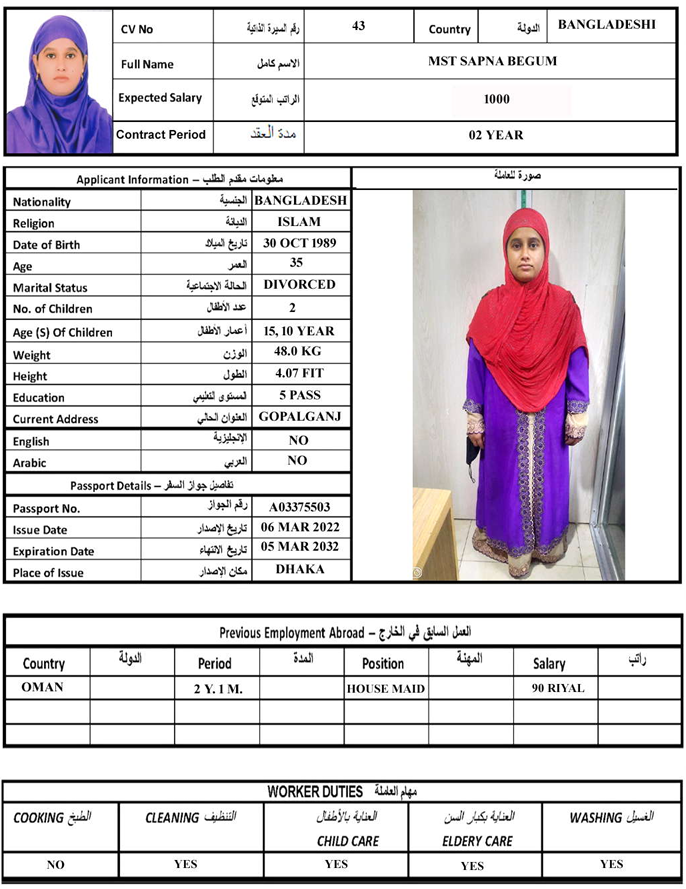 CV No رقم السيرة الذاتية 43 Country الدولة BANGLADESHI
Full Name الاسم كامل MST SAPNA BEGUM
Expected Salary الراتب المتوقع 1000
Contract Period مدة العقد 02 YEAR
Applicant Information – معلومات مقدم الطلب
صورة للعاملة
Nationality الجنسية BANGLADESH
Religion الديانة ISLAM
Date of Birth تاريخ الميلاد 30 OCT 1989
Age العمر 35
Marital Status الحالة الاجتماعية DIVORCED
No. of Children عدد الأطفال 2
Age (S) Of Children أعمار الأطفال 15, 10 YEAR
Weight الوزن 48.0 KG
Height الطول 4.07 FIT
Education المستوى التعليمي 5 PASS
Current Address العنوان الحالي GOPALGANJ
English الإنجليزية NO
Arabic العربي NO
Passport Details – تفاصيل جواز السفر
Passport No. رقم الجواز A03375503
Issue Date تاريخ الإصدار 06 MAR 2022
Expiration Date تاريخ الانتهاء 05 MAR 2032
Place of Issue مكان الإصدار DHAKA
Previous Employment Abroad – العمل السابق في الخارج
Country الدولة Period المدة Position المهنة Salary راتب
OMAN 2 Y. 1 M. HOUSE MAID 90 RIYAL
WORKER DUTIES مهام العاملة
COOKING الطبخ CLEANING التنظيف العناية بالأطفال العناية بكبار السن WASHING الغسيل
CHILD CARE ELDERY CARE
NO YES YES YES YES